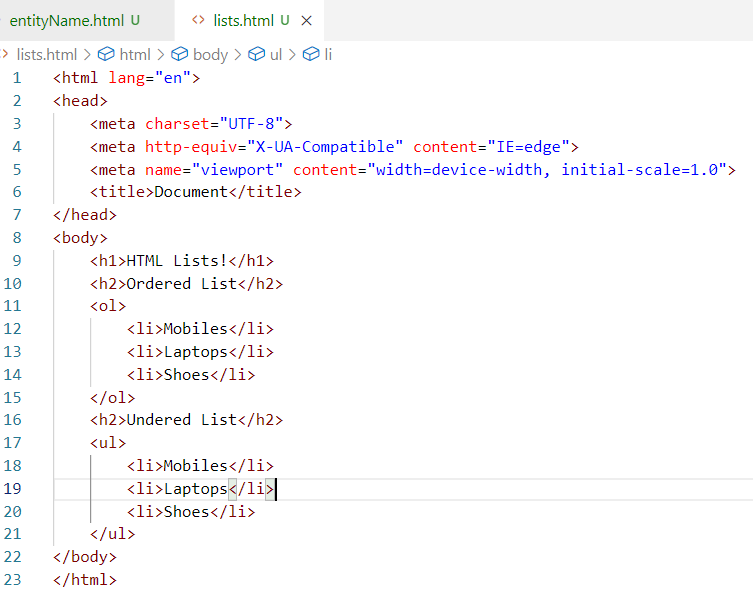 entityName.html U
<> lists.html U ×
<> lists.html > html > body > ul > li
1 <html lang="en">
2 <head>
3     <meta charset="UTF-8">
4     <meta http-equiv="X-UA-Compatible" content="IE=edge">
5     <meta name="viewport" content="width=device-width, initial-scale=1.0">
6     <title>Document</title>
7 </head>
8 <body>
9     <h1>HTML Lists!</h1>
10     <h2>Ordered List</h2>
11     <ol>
12         <li>Mobiles</li>
13         <li>Laptops</li>
14         <li>Shoes</li>
15     </ol>
16     <h2>Undered List</h2>
17     <ul>
18         <li>Mobiles</li>
19         <li>Laptops</li>
20         <li>Shoes</li>
21     </ul>
22 </body>
23 </html>